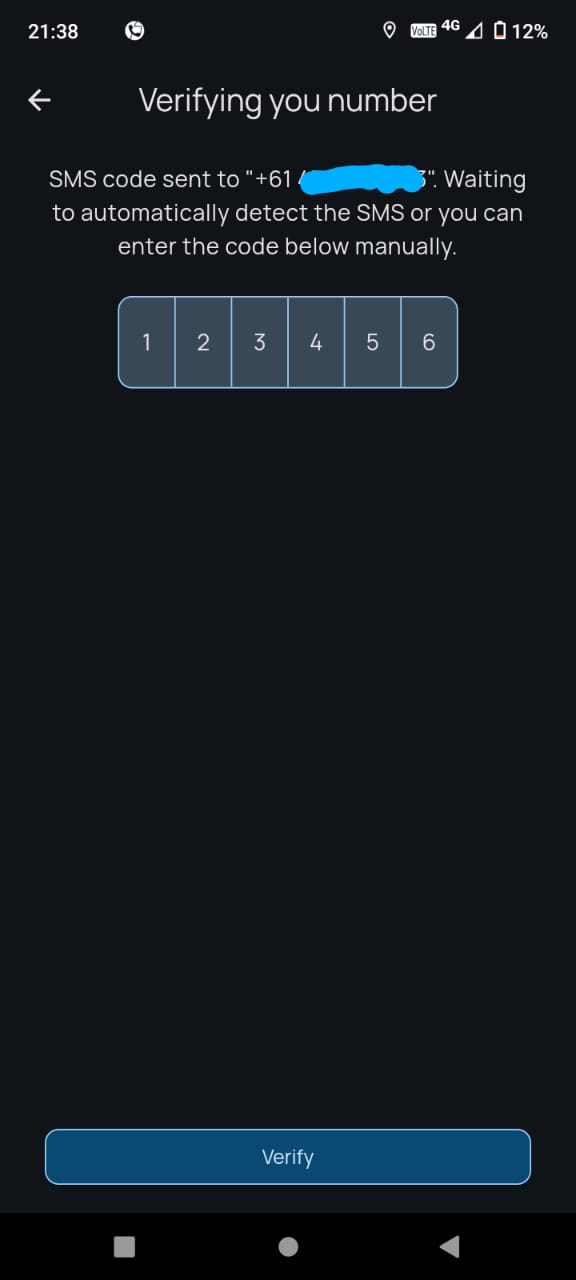 21:38 VoLTE 4G 12%
Verifying you number
SMS code sent to "+61 ". Waiting
to automatically detect the SMS or you can
enter the code below manually.
1 2 3 4 5 6
Verify